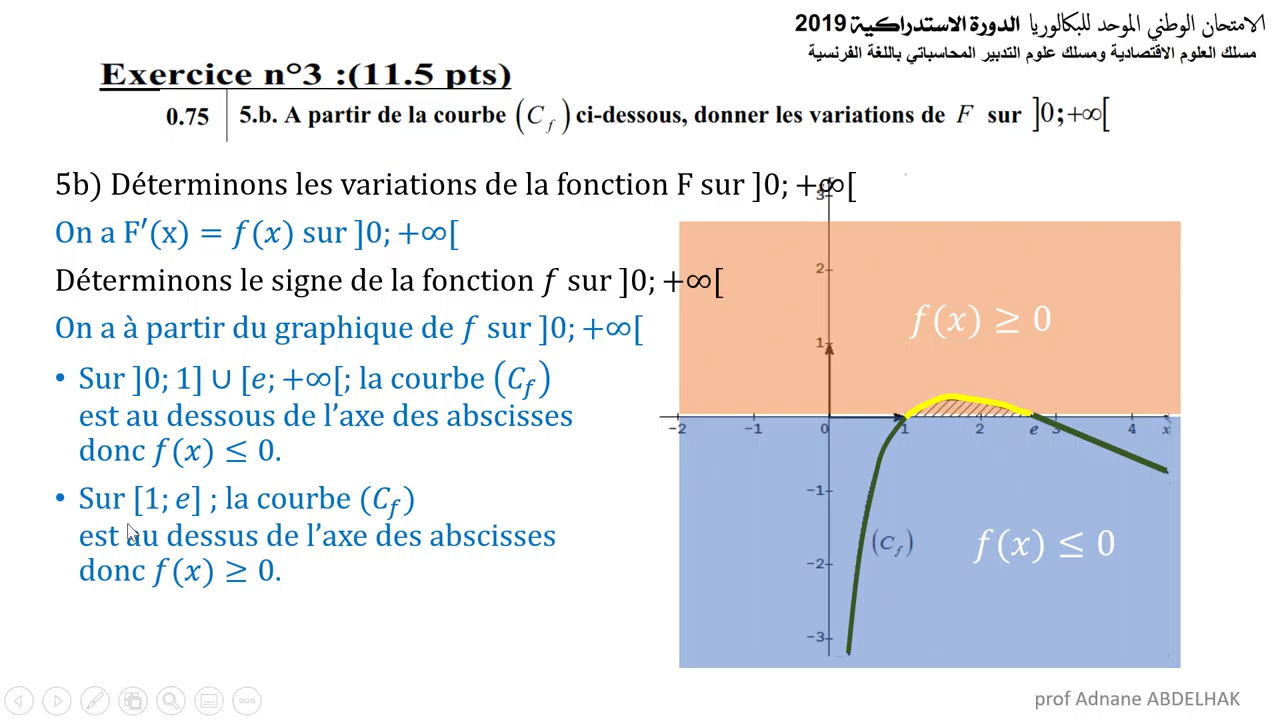 الامتحان الوطني الموحد للبكالوريا الدورة الاستدراكية 2019
مسلك العلوم الاقتصادية ومسلك علوم التدبير المحاسباتي باللغة الفرنسية
Exercice n°3 :(11.5 pts)
0.75 5.b. A partir de la courbe (C_f) ci-dessous, donner les variations de F sur ]0;+∞[
5b) Déterminons les variations de la fonction F sur ]0; +∞[
On a F′(x) = f(x) sur ]0; +∞[
Déterminons le signe de la fonction f sur ]0; +∞[
On a à partir du graphique de f sur ]0; +∞[
• Sur ]0; 1] ∪ [e; +∞[; la courbe (C_f)
est au dessous de l’axe des abscisses
donc f(x) ≤ 0.
• Sur [1; e] ; la courbe (C_f)
est au dessus de l’axe des abscisses
donc f(x) ≥ 0.
3
2
1
f(x) ≥ 0
-2 -1 0 1 2 e 3 4 x
-1
-2
-3
(C_f)
f(x) ≤ 0
prof Adnane ABDELHAK